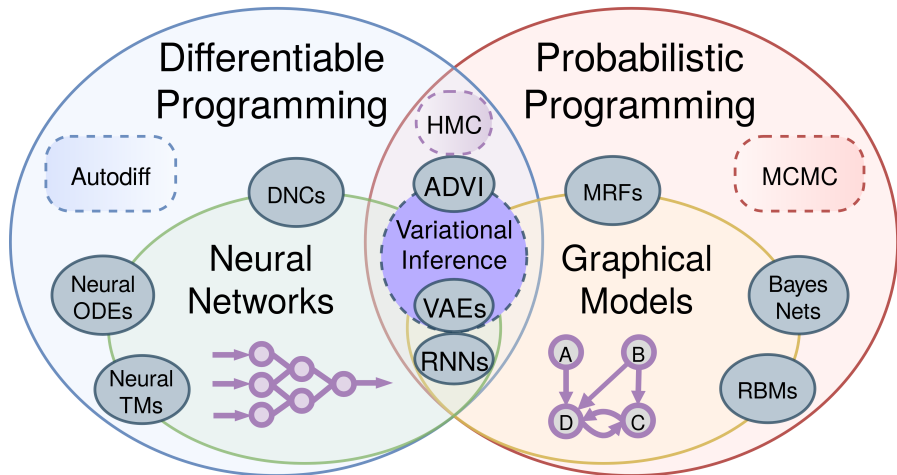 Differentiable
Programming
Probabilistic
Programming
HMC
Autodiff
MCMC
DNCs
ADVI
MRFs
Variational
Inference
Neural
Networks
Graphical
Models
Neural
ODEs
VAEs
Bayes
Nets
RNNs
A
B
Neural
TMs
RBMs
D
C